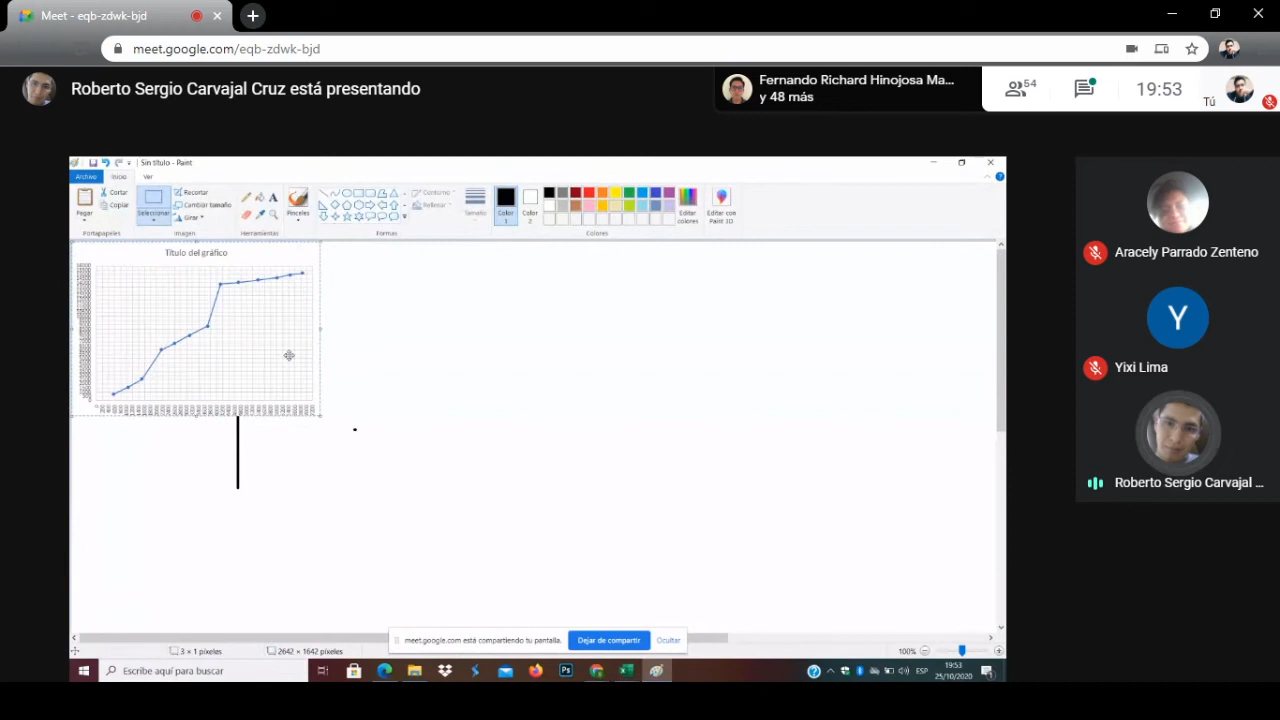 Meet - eqb-zdwk-bjd
meet.google.com/eqb-zdwk-bjd
Roberto Sergio Carvajal Cruz está presentando
Fernando Richard Hinojosa Ma...
y 48 más
54
19:53
Tú
Sin título - Paint
Archivo Inicio Ver
Pegar
Cortar
Copiar
Portapapeles
Seleccionar
Recortar
Cambiar tamaño
Girar
Imagen
Herramientas
Pinceles
Contorno
Rellenar
Formas
Tamaño
Color 1
Color 2
Editar colores
Colores
Editar con Paint 3D
Título del gráfico
Aracely Parrado Zenteno
Y
Yixi Lima
Roberto Sergio Carvajal ...
meet.google.com está compartiendo tu pantalla.
Dejar de compartir
Ocultar
3 × 1 píxeles
2642 × 1642 píxeles
100%
Escribe aquí para buscar
Ps
ESP
19:53
25/10/2020